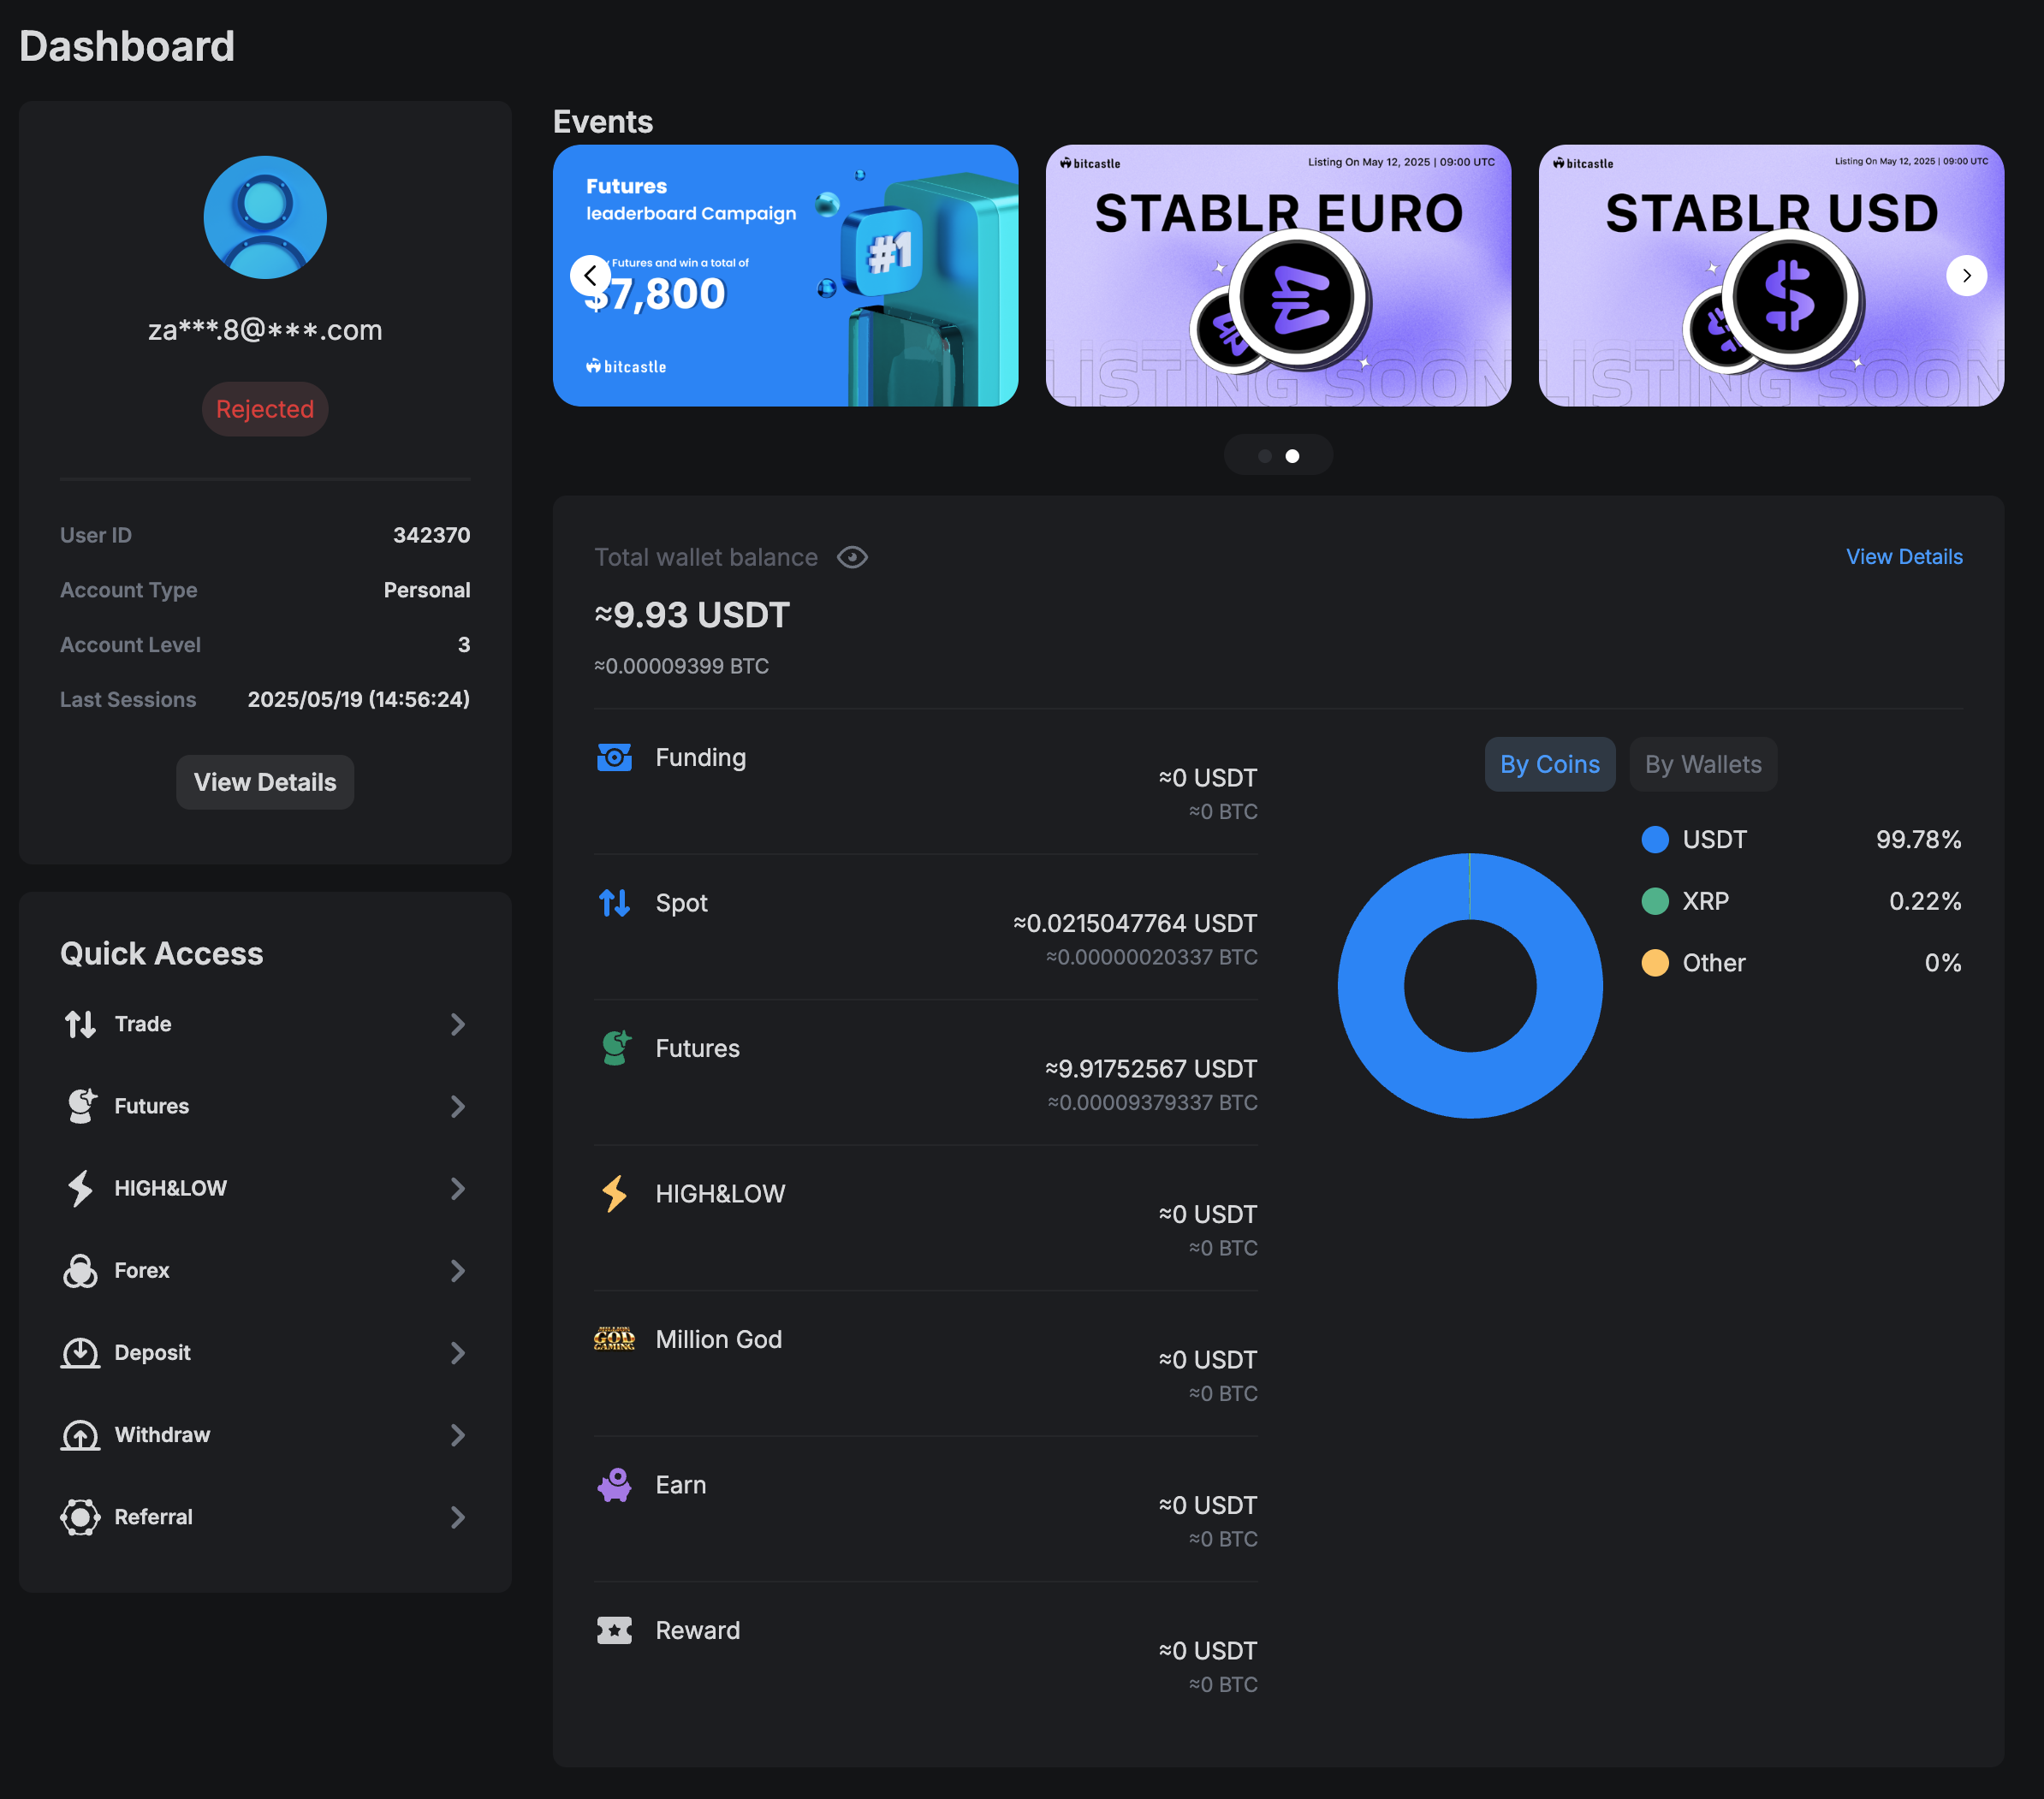 Dashboard
za***.8@***.com
Rejected
User ID 342370
Account Type Personal
Account Level 3
Last Sessions 2025/05/19 (14:56:24)
View Details
Quick Access
Trade
Futures
HIGH&LOW
Forex
Deposit
Withdraw
Referral
Events
Futures
leaderboard Campaign
#1
Futures and win a total of
$7,800
bitcastle
bitcastle Listing On May 12, 2025 | 09:00 UTC
STABLR EURO
LISTING SOON
bitcastle Listing On May 12, 2025 | 09:00 UTC
STABLR USD
LISTING SOON
Total wallet balance View Details
≈9.93 USDT
≈0.00009399 BTC
Funding
≈0 USDT
≈0 BTC
Spot
≈0.0215047764 USDT
≈0.00000020337 BTC
Futures
≈9.91752567 USDT
≈0.00009379337 BTC
HIGH&LOW
≈0 USDT
≈0 BTC
GOD
GAMING
Million God
≈0 USDT
≈0 BTC
Earn
≈0 USDT
≈0 BTC
Reward
≈0 USDT
≈0 BTC
By Coins By Wallets
USDT 99.78%
XRP 0.22%
Other 0%